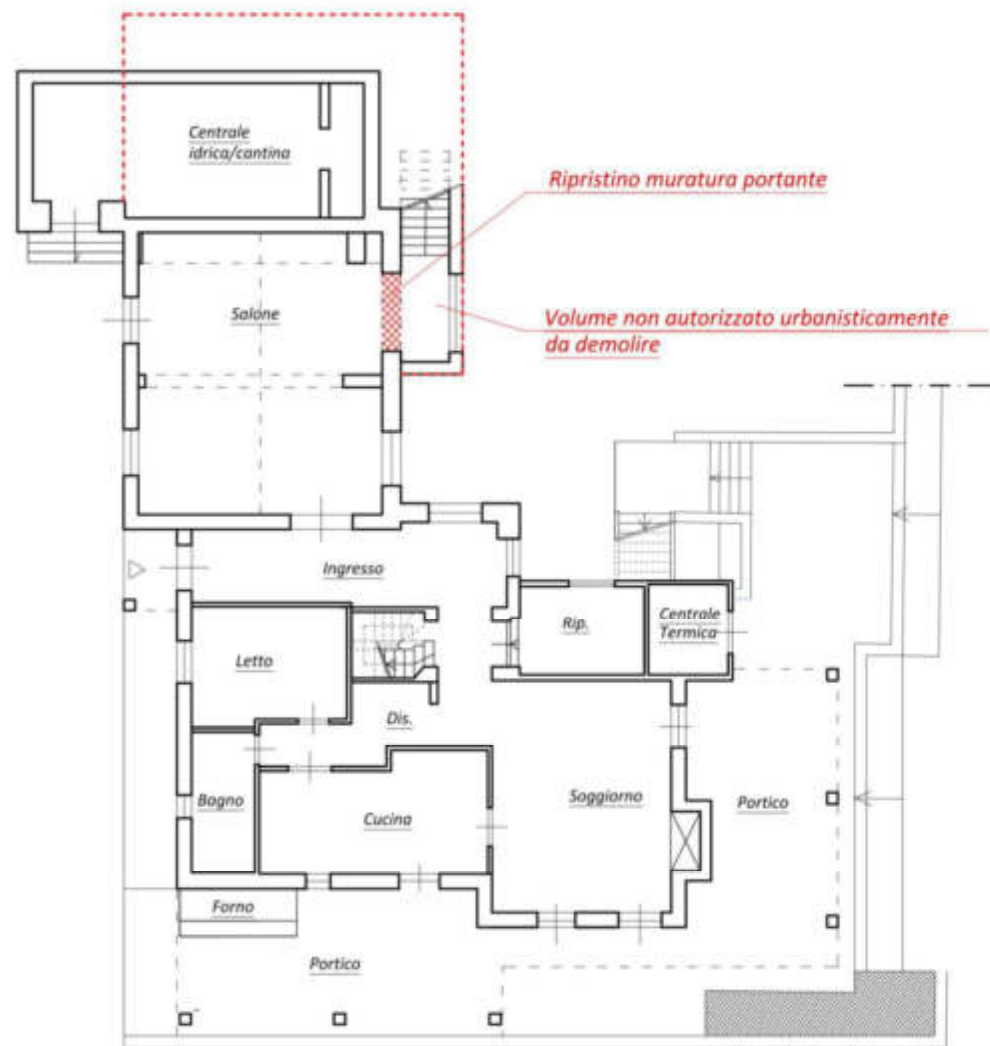 Centrale
idrica/cantina
Ripristino muratura portante
Salone
Volume non autorizzato urbanisticamente
da demolire
Ingresso
Rip.
Centrale
Termica
Letto
Dis.
Bagno
Cucina
Soggiorno
Portico
Forno
Portico